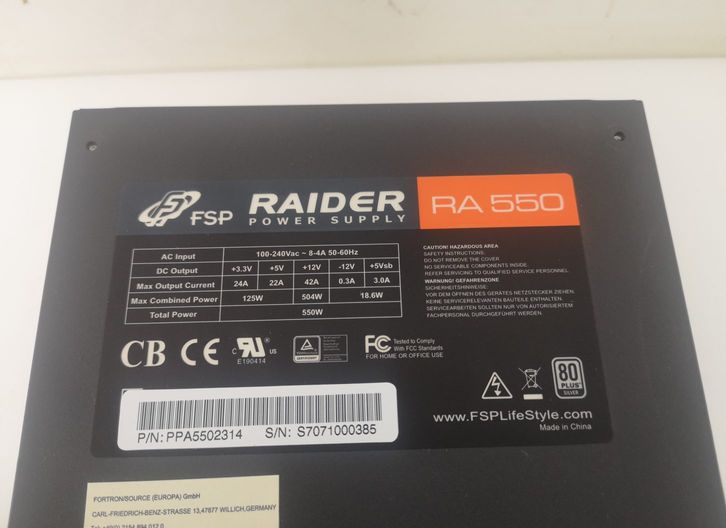 FSP RAIDER RA 550
POWER SUPPLY
AC Input 100-240Vac ~ 8-4A 50-60Hz
DC Output +3.3V +5V +12V -12V +5Vsb
Max Output Current 24A 22A 42A 0.3A 3.0A
Max Combined Power 125W 504W 18.6W
Total Power 550W
CAUTION! HAZARDOUS AREA
SAFETY INSTRUCTIONS:
DO NOT REMOVE THE COVER
NO SERVICEABLE COMPONENTS INSIDE.
REFER SERVICING TO QUALIFIED SERVICE PERSONNEL.
WARNUNG! GEFAHRENZONE
SICHERHEITSHINWEISE:
VOR DEM ÖFFNEN DES GERÄTES NETZSTECKER ZIEHEN.
KEINE SERVICERELEVANTEN BAUTEILE ENTHALTEN.
SERVICEARBEITEN SOLLTEN NUR VON AUTORISIERTEM
FACHPERSONAL DURCHGEFÜHRT WERDEN.
CB CE C UL US
E190414
FC Tested to Comply
With FCC Standards
FOR HOME OR OFFICE USE
80
PLUS
SILVER
www.FSPLifeStyle.com
Made in China
P/N: PPA5502314 S/N: S7071000385
FORTRON/SOURCE (EUROPA) GmbH
CARL-FRIEDRICH-BENZ-STRASSE 13,47877 WILLICH,GERMANY